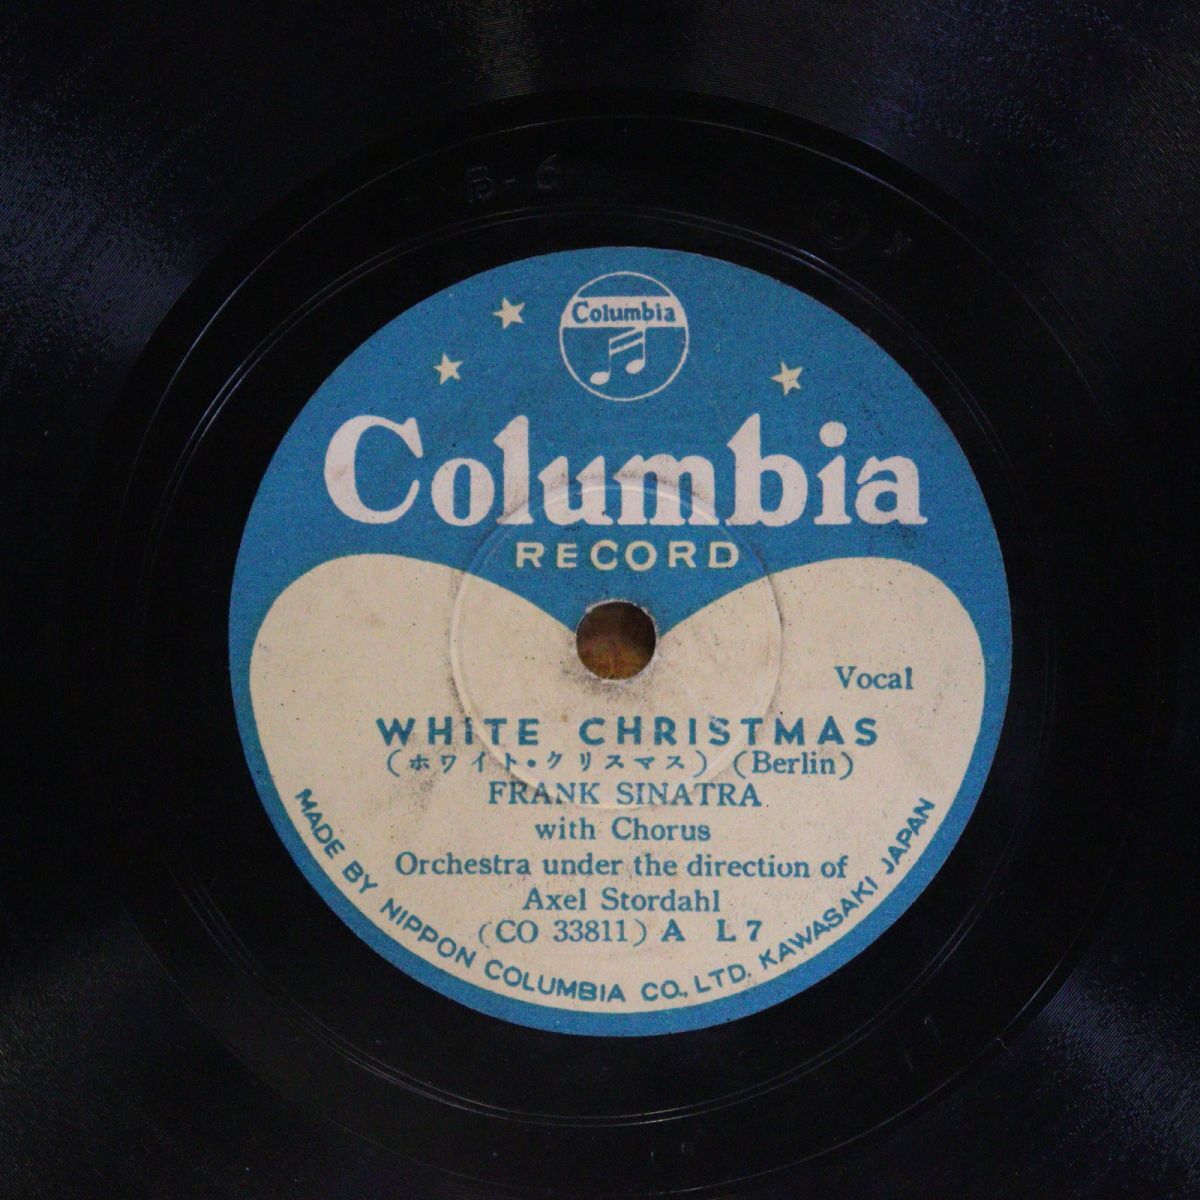 B-6
Columbia
Columbia
RECORD
Vocal
WHITE CHRISTMAS
(ホワイト・クリスマス) (Berlin)
FRANK SINATRA
with Chorus
Orchestra under the direction of
Axel Stordahl
(CO 33811) A L 7
MADE BY NIPPON COLUMBIA CO., LTD. KAWASAKI JAPAN